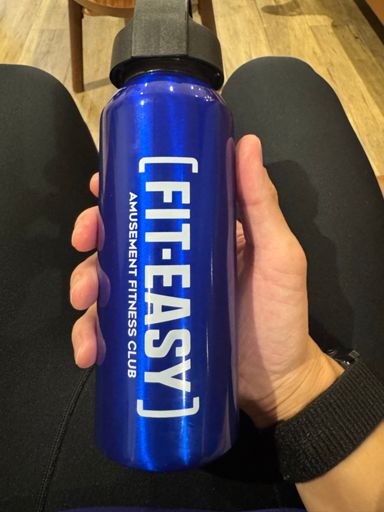 [FIT-EASY]
AMUSEMENT FITNESS CLUB